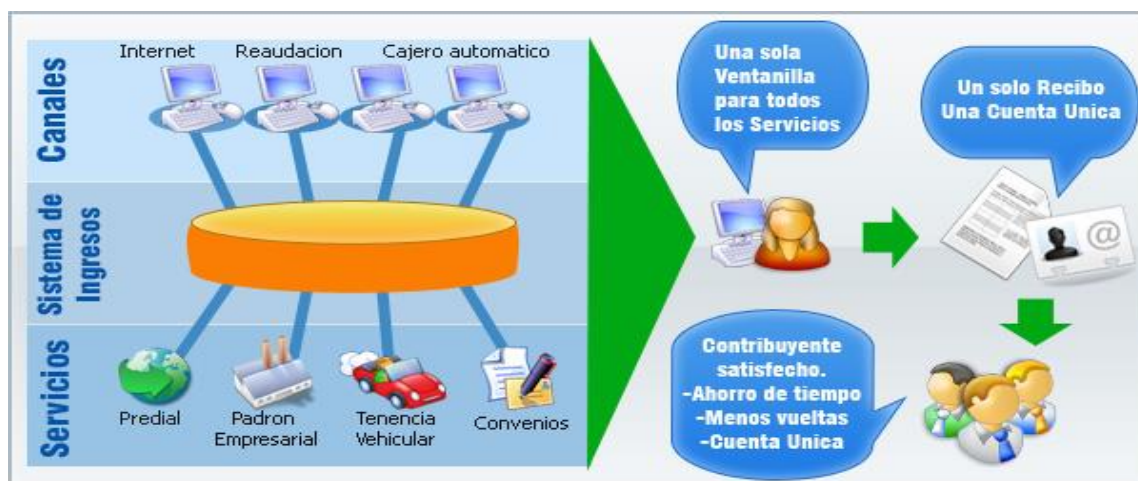 Canales
Internet
Reaudacion
Cajero automatico
Sistema de
Ingresos
Servicios
Predial
Padron
Empresarial
Tenencia
Vehicular
Convenios
Una sola
Ventanilla
para todos
los Servicios
Un solo Recibo
Una Cuenta Unica
@
Contribuyente
satisfecho.
-Ahorro de tiempo
-Menos vueltas
-Cuenta Unica